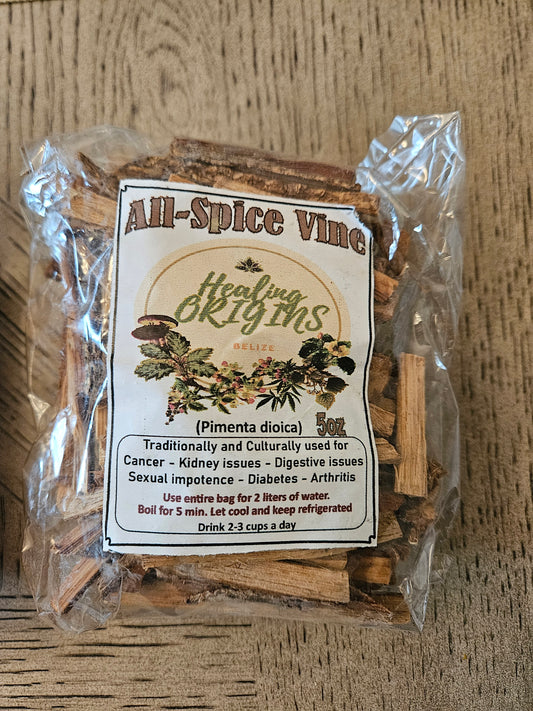 All-Spice Vine
Healing
ORIGINS
BELIZE
(Pimenta dioica) 5oz
Traditionally and Culturally used for
Cancer - Kidney issues - Digestive issues
Sexual impotence - Diabetes - Arthritis
Use entire bag for 2 liters of water.
Boil for 5 min. Let cool and keep refrigerated
Drink 2-3 cups a day